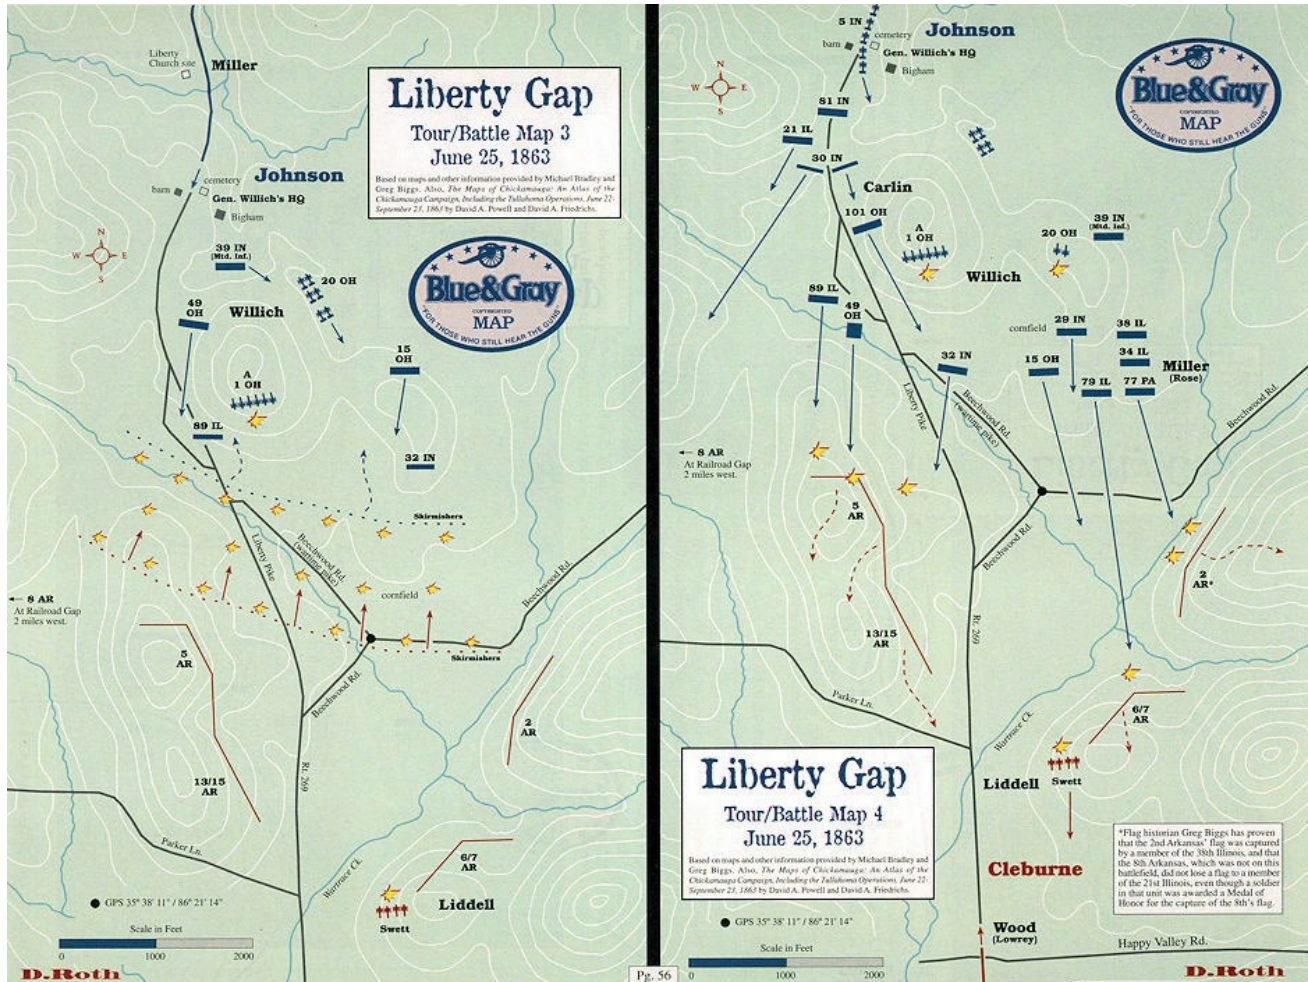 Liberty
Church site
Miller
Liberty Gap
Tour/Battle Map 3
June 25, 1863
Based on maps and other information provided by Michael Bradley and
Greg Biggs. Also, The Maps of Chickamauga: An Atlas of the
Chickamauga Campaign, Including the Tullahoma Operations, June 22-
September 23, 1863 by David A. Powell and David A. Friedrichs.
Johnson
barn
cemetery
Gen. Willich's HQ
Bigham
N
W
E
S
39 IN
(Mtd. Inf.)
20 OH
Blue&Gray
COPYRIGHTED
MAP
"FOR THOSE WHO STILL HEAR THE GUNS"
49
OH
Willich
15
OH
A
1 OH
89 IL
32 IN
Skirmishers
Liberty Pike
Beechwood Rd.
(wartime pike)
cornfield
Beechwood Rd.
8 AR
At Railroad Gap
2 miles west.
Skirmishers
5
AR
Beechwood Rd.
2
AR
13/15
AR
Rt. 269
Parker Ln.
Wartrace Ck.
6/7
AR
Liddell
Swett
GPS 35° 38' 11" / 86° 21' 14"
Scale in Feet
0
1000
2000
D.Roth
Pg. 56
5 IN
Johnson
barn
cemetery
Gen. Willich's HQ
Bigham
N
W
E
S
Blue&Gray
COPYRIGHTED
MAP
"FOR THOSE WHO STILL HEAR THE GUNS"
81 IN
21 IL
30 IN
Carlin
101 OH
A
1 OH
20 OH
39 IN
(Mtd. Inf.)
Willich
89 IL
49
OH
cornfield
29 IN
38 IL
32 IN
15 OH
34 IL
Miller
(Rose)
79 IL
77 PA
Liberty Pike
Beechwood Rd.
(wartime pike)
Beechwood Rd.
8 AR
At Railroad Gap
2 miles west.
5
AR
Beechwood Rd.
2
AR*
13/15
AR
Rt. 269
Parker Ln.
Wartrace Ck.
6/7
AR
Liberty Gap
Tour/Battle Map 4
June 25, 1863
Based on maps and other information provided by Michael Bradley and
Greg Biggs. Also, The Maps of Chickamauga: An Atlas of the
Chickamauga Campaign, Including the Tullahoma Operations, June 22-
September 23, 1863 by David A. Powell and David A. Friedrichs.
Liddell
Swett
*Flag historian Greg Biggs has proven
that the 2nd Arkansas' flag was captured
by a member of the 38th Illinois, and that
the 8th Arkansas, which was not on this
battlefield, did not lose a flag to a member
of the 21st Illinois, even though a soldier
in that unit was awarded a Medal of
Honor for the capture of the 8th's flag.
Cleburne
GPS 35° 38' 11" / 86° 21' 14"
Wood
(Lowrey)
Happy Valley Rd.
Scale in Feet
0
1000
2000
D.Roth